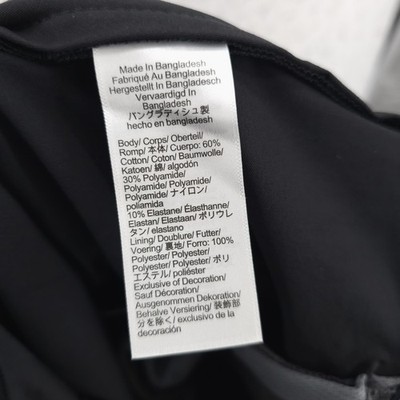 Made In Bangladesh
Fabriqué Au Bangladesh
Hergestellt In Bangladesch
Vervaardigd In
Bangladesh
バングラディシュ製
hecho en bangladesh
Body/ Corps/ Oberteil/
Romp/ 本体/ Cuerpo: 60%
Cotton/ Coton/ Baumwolle/
Katoen/ 綿/ algodón
30% Polyamide/
Polyamide/ Polyamide/
Polyamide/ ナイロン/
poliamida
10% Elastane/ Élasthanne/
Elastan/ Elastaan/ ポリウレ
タン/ elastano
Lining/ Doublure/ Futter/
Voering/ 裏地/ Forro: 100%
Polyester/ Polyester/
Polyester/ Polyester/ ポリ
エステル/ poliéster
Exclusive of Decoration/
Sauf Décoration/
Ausgenommen Dekoration/
Behalve Versiering/ 装飾部
分を除く/ exclusivo de la
decoración